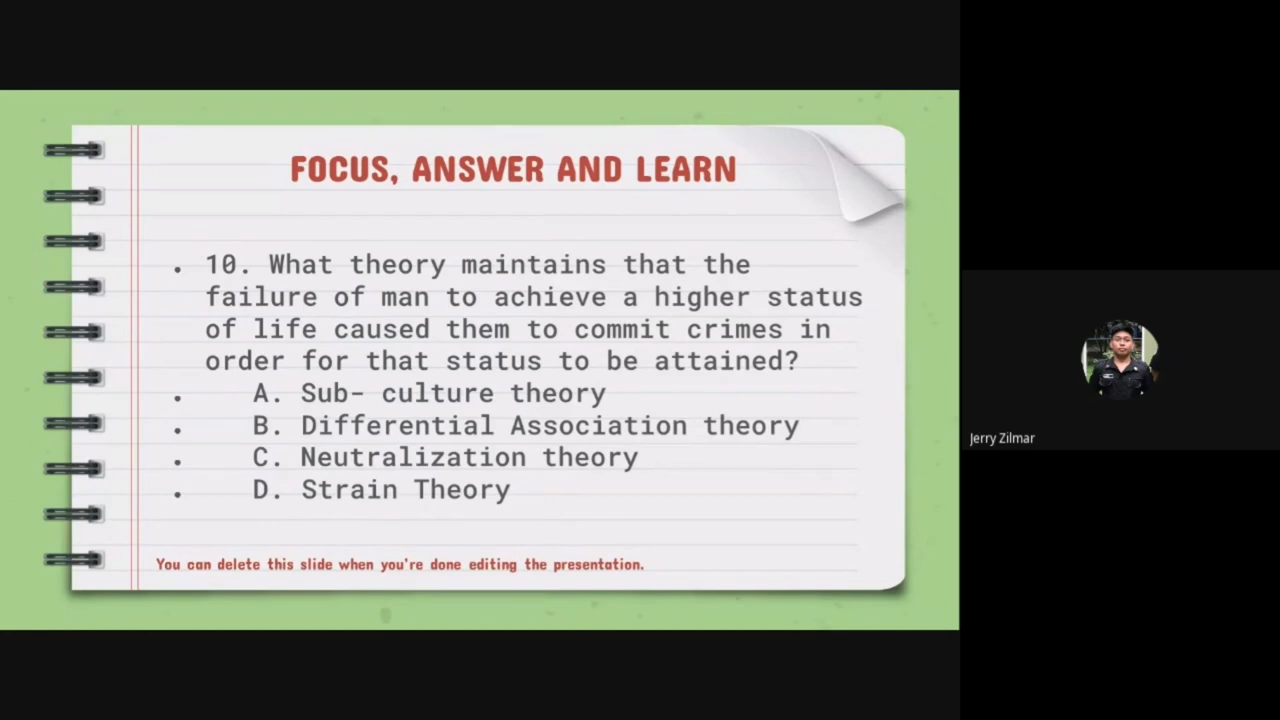 FOCUS, ANSWER AND LEARN
. 10. What theory maintains that the
failure of man to achieve a higher status
of life caused them to commit crimes in
order for that status to be attained?
. A. Sub- culture theory
. B. Differential Association theory
. C. Neutralization theory
. D. Strain Theory
You can delete this slide when you're done editing the presentation.
Jerry Zilmar